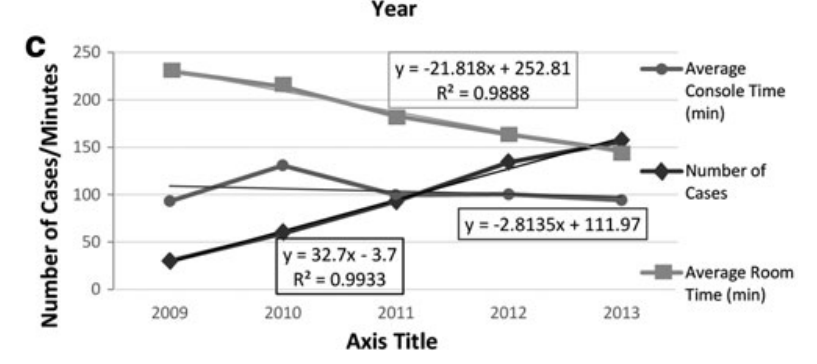 Year
C
Number of Cases/Minutes
250
200
150
100
50
0
y = -21.818x + 252.81
R² = 0.9888
y = -2.8135x + 111.97
y = 32.7x - 3.7
R² = 0.9933
2009 2010 2011 2012 2013
Axis Title
Average
Console Time
(min)
Number of
Cases
Average Room
Time (min)